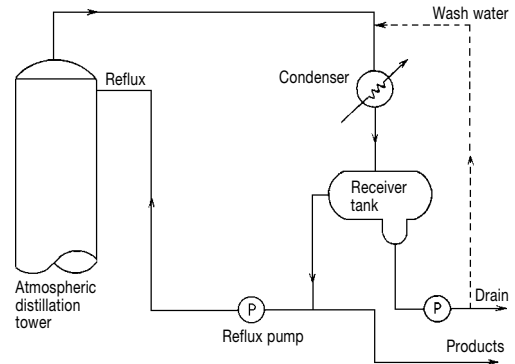 Wash water
Condenser
Reflux
Receiver
tank
Atmospheric
distillation
tower
P
Reflux pump
P
Drain
Products